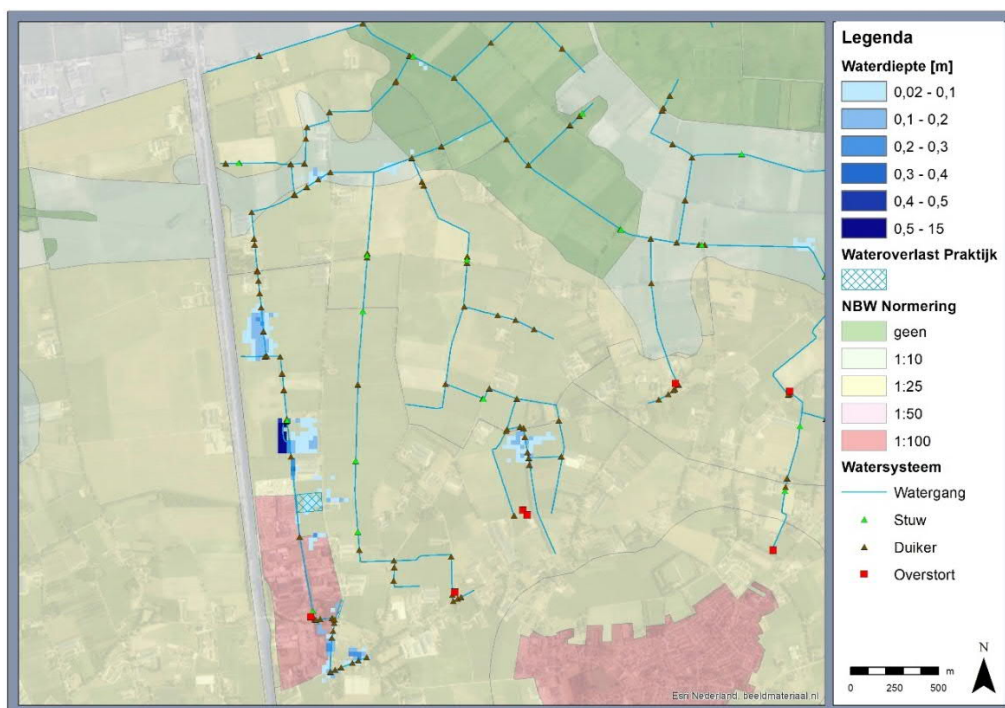 Legenda
Waterdiepte [m]
0,02 - 0,1
0,1 - 0,2
0,2 - 0,3
0,3 - 0,4
0,4 - 0,5
0,5 - 15
Wateroverlast Praktijk
NBW Normering
geen
1:10
1:25
1:50
1:100
Watersysteem
Watergang
Stuw
Duiker
Overstort
N
m
0 250 500
Esri Nederland, beeldmateriaal.nl